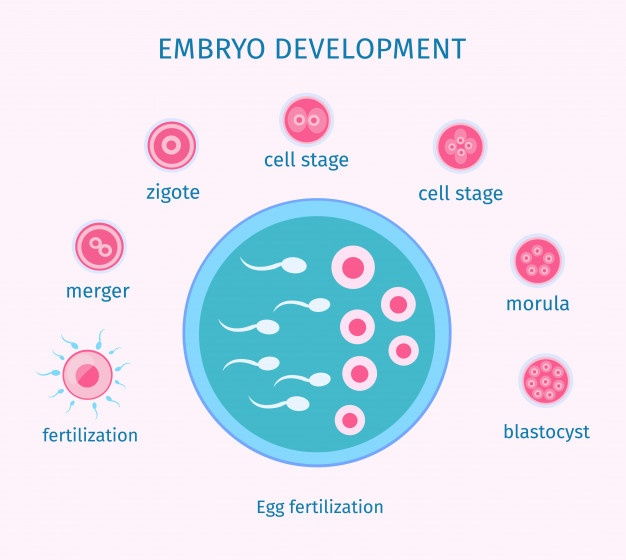 EMBRYO DEVELOPMENT
cell stage
zigote
cell stage
merger
morula
fertilization
blastocyst
Egg fertilization